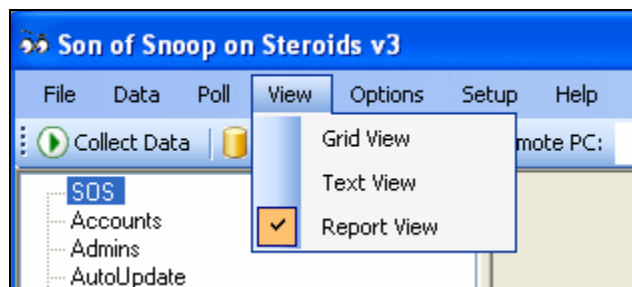 Son of Snoop on Steroids v3
File Data Poll View Options Setup Help
Collect Data mote PC:
Grid View
Text View
Report View
SOS
Accounts
Admins
AutoUpdate